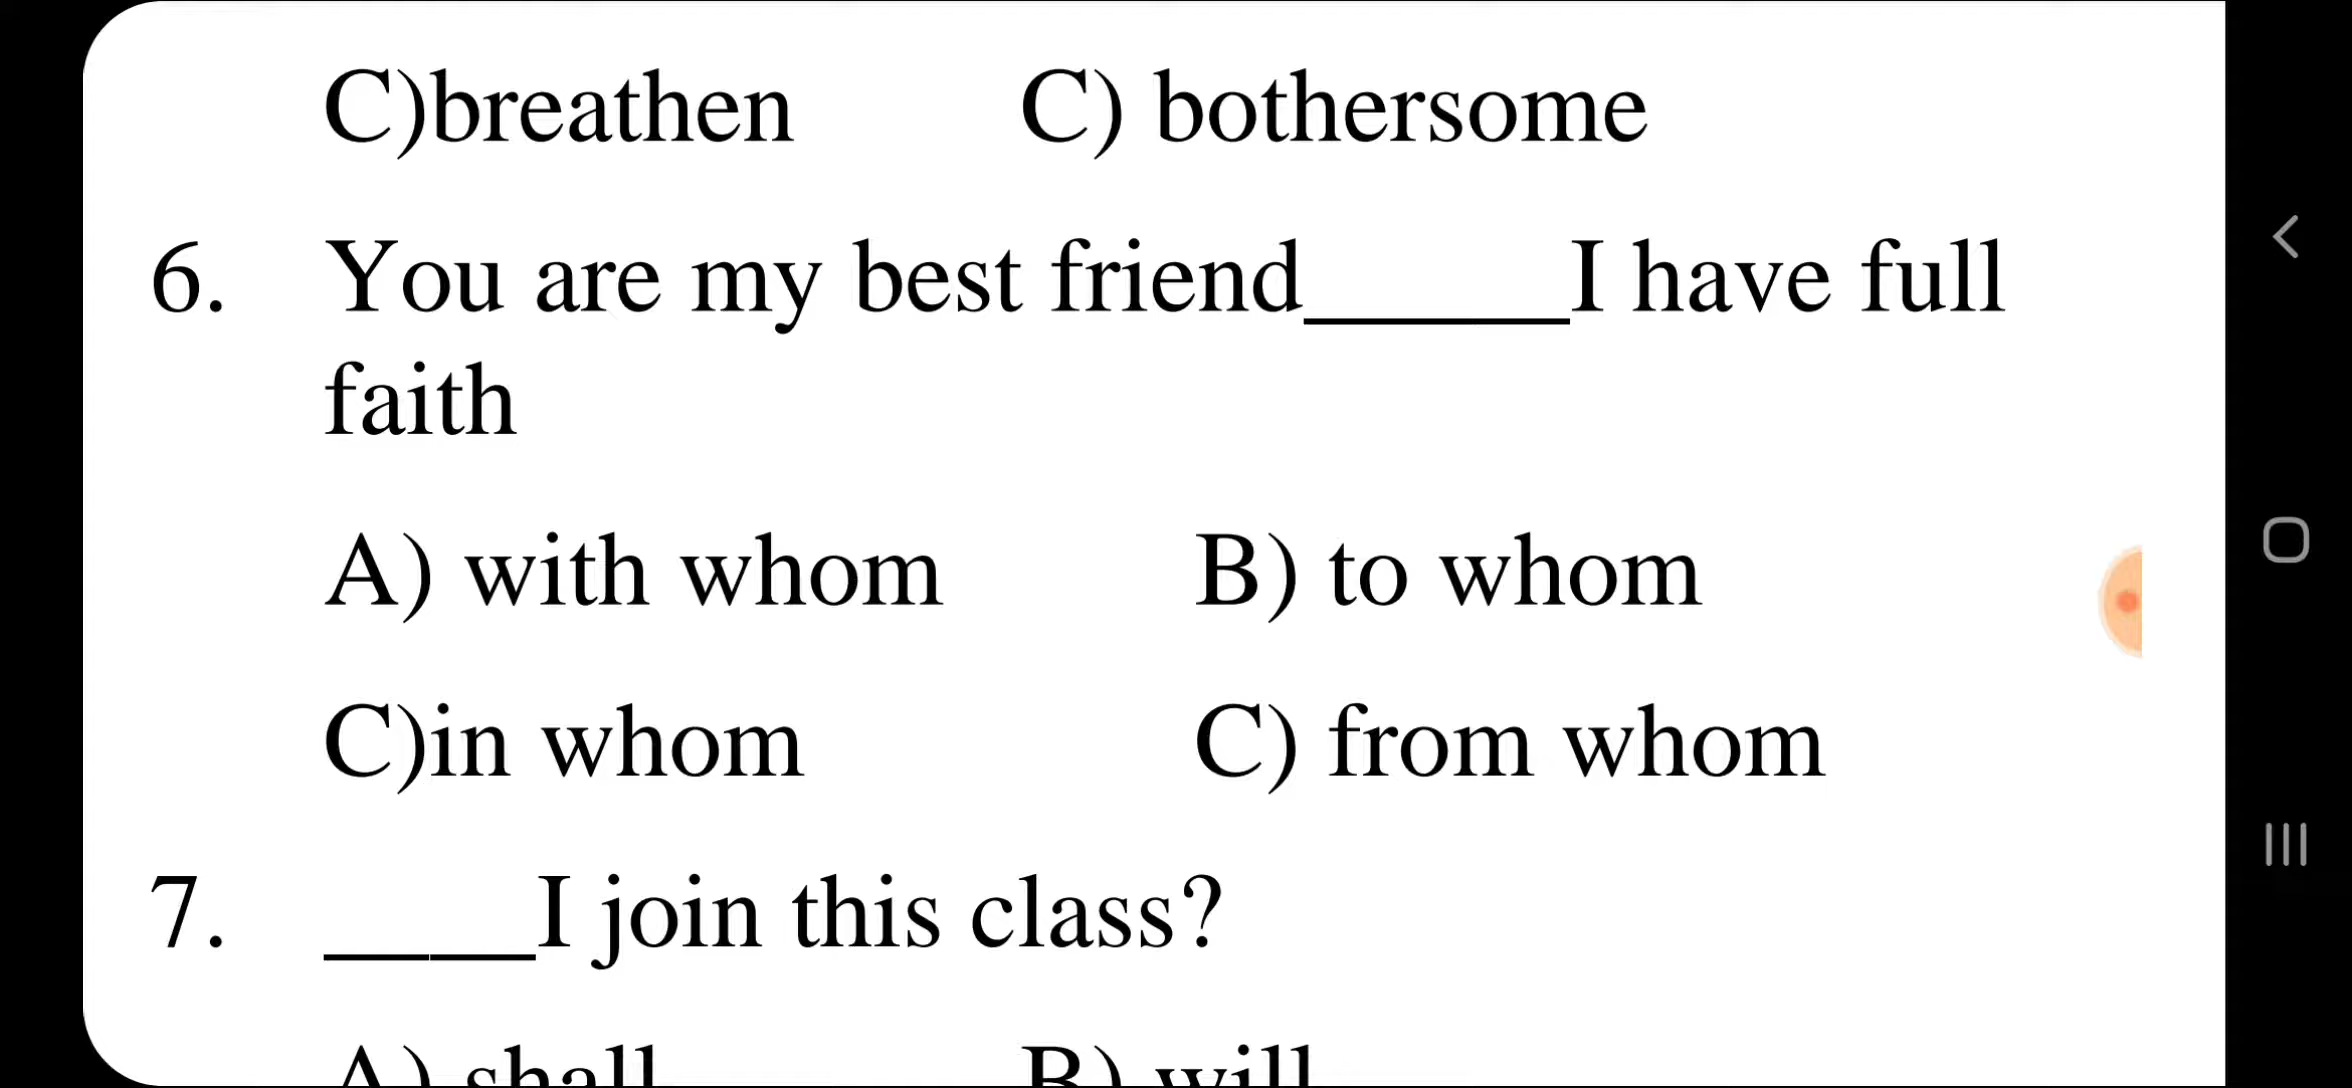 C)breathen C) bothersome
6. You are my best friend_____I have full
faith
A) with whom B) to whom
C)in whom C) from whom
7. ____I join this class?
A) shall B) will